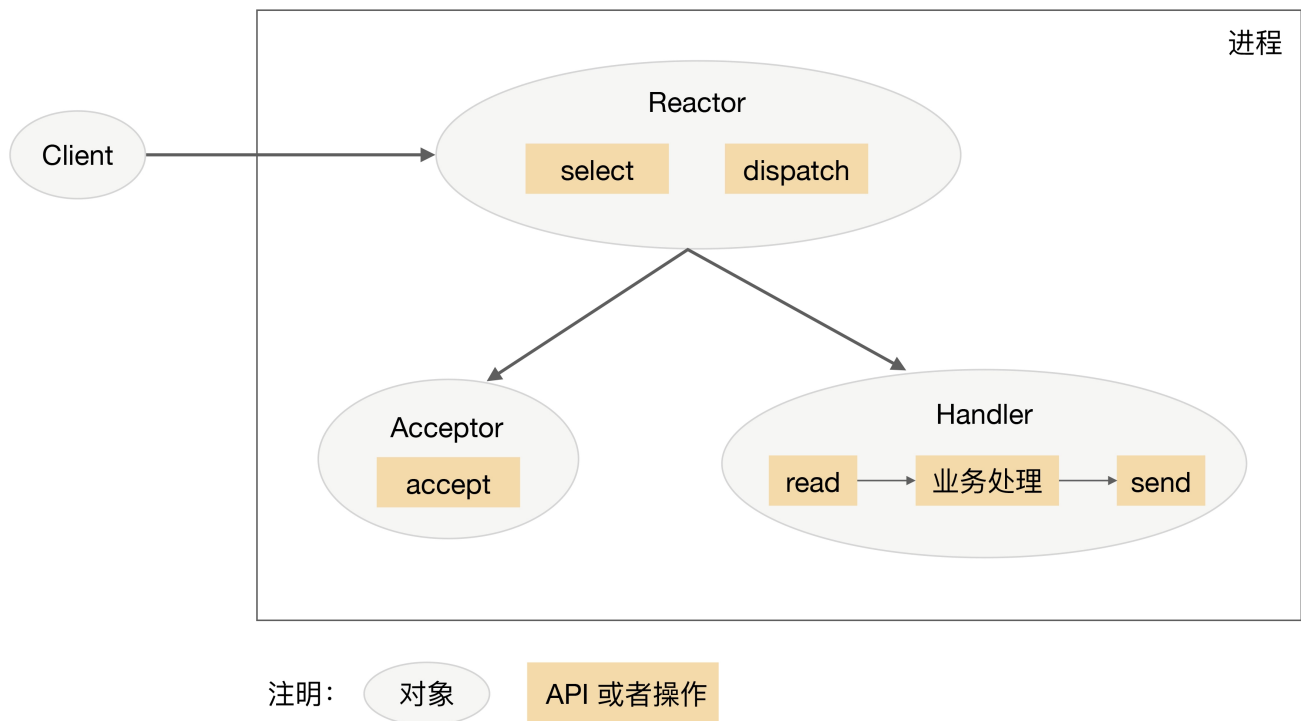 进程
Client
Reactor
select
dispatch
Acceptor
accept
Handler
read
业务处理
send
注明：
对象
API 或者操作